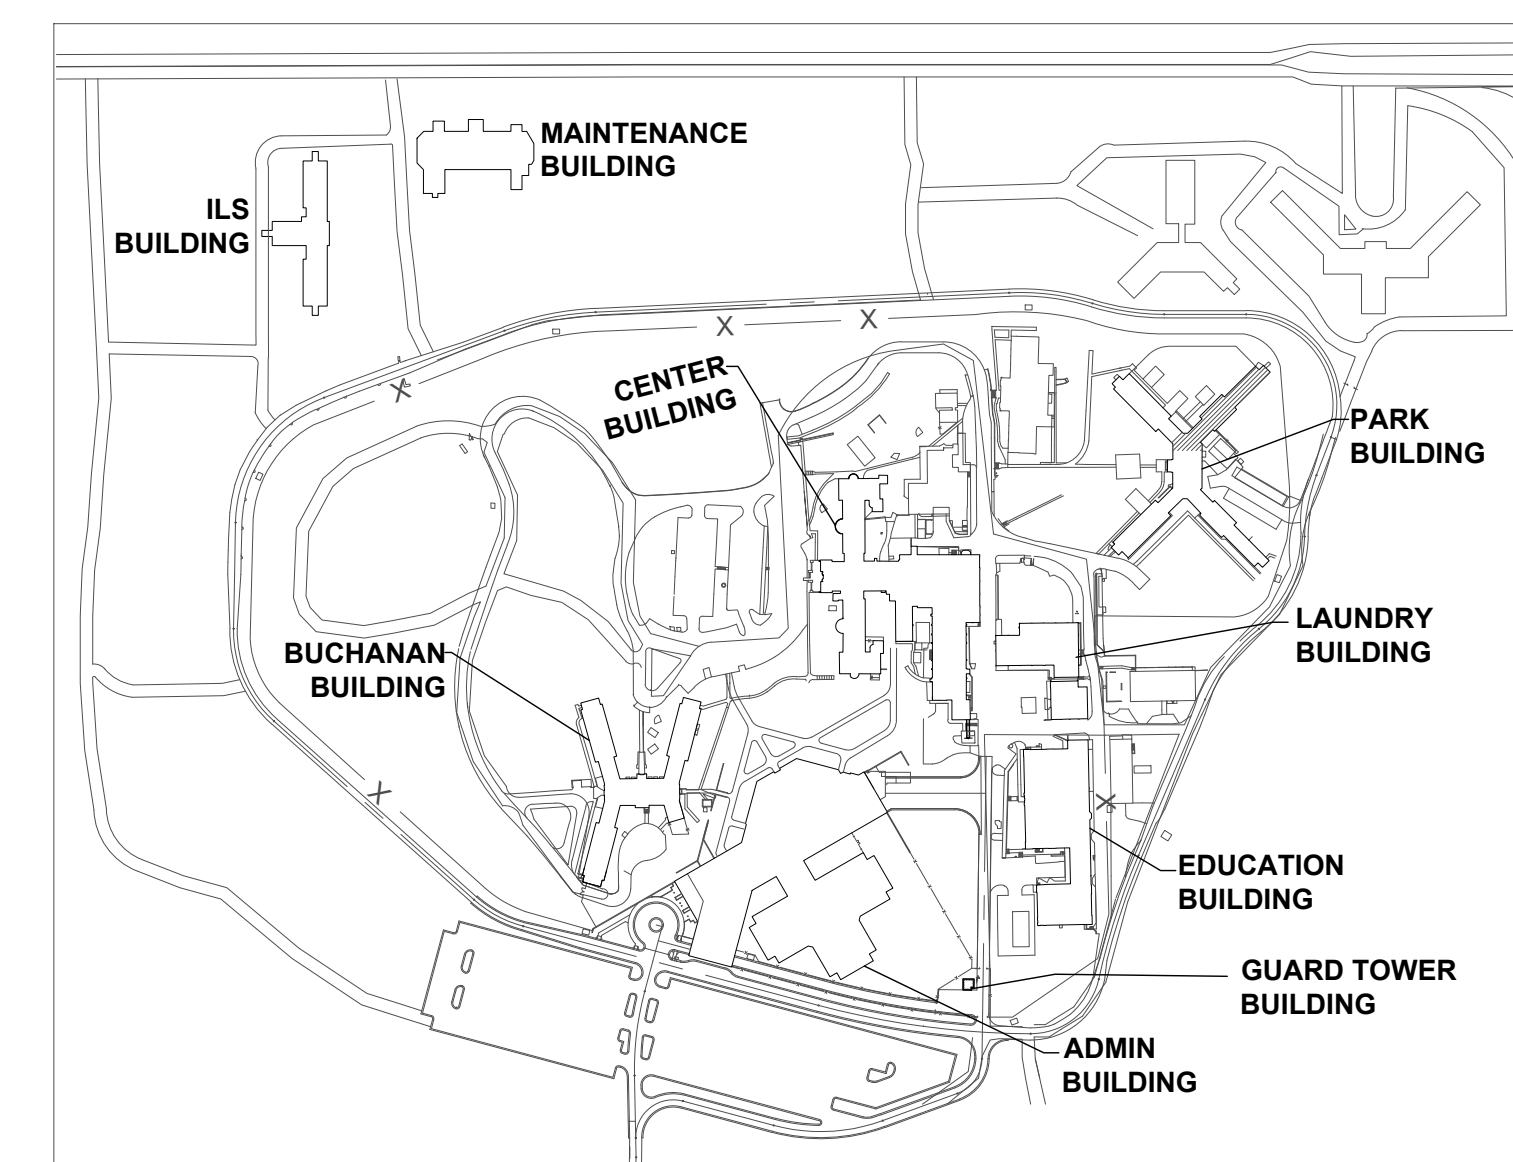 MAINTENANCE
BUILDING
ILS
BUILDING
X
X
X
CENTER
BUILDING
PARK
BUILDING
LAUNDRY
BUILDING
BUCHANAN
BUILDING
X
X
EDUCATION
BUILDING
GUARD TOWER
BUILDING
ADMIN
BUILDING